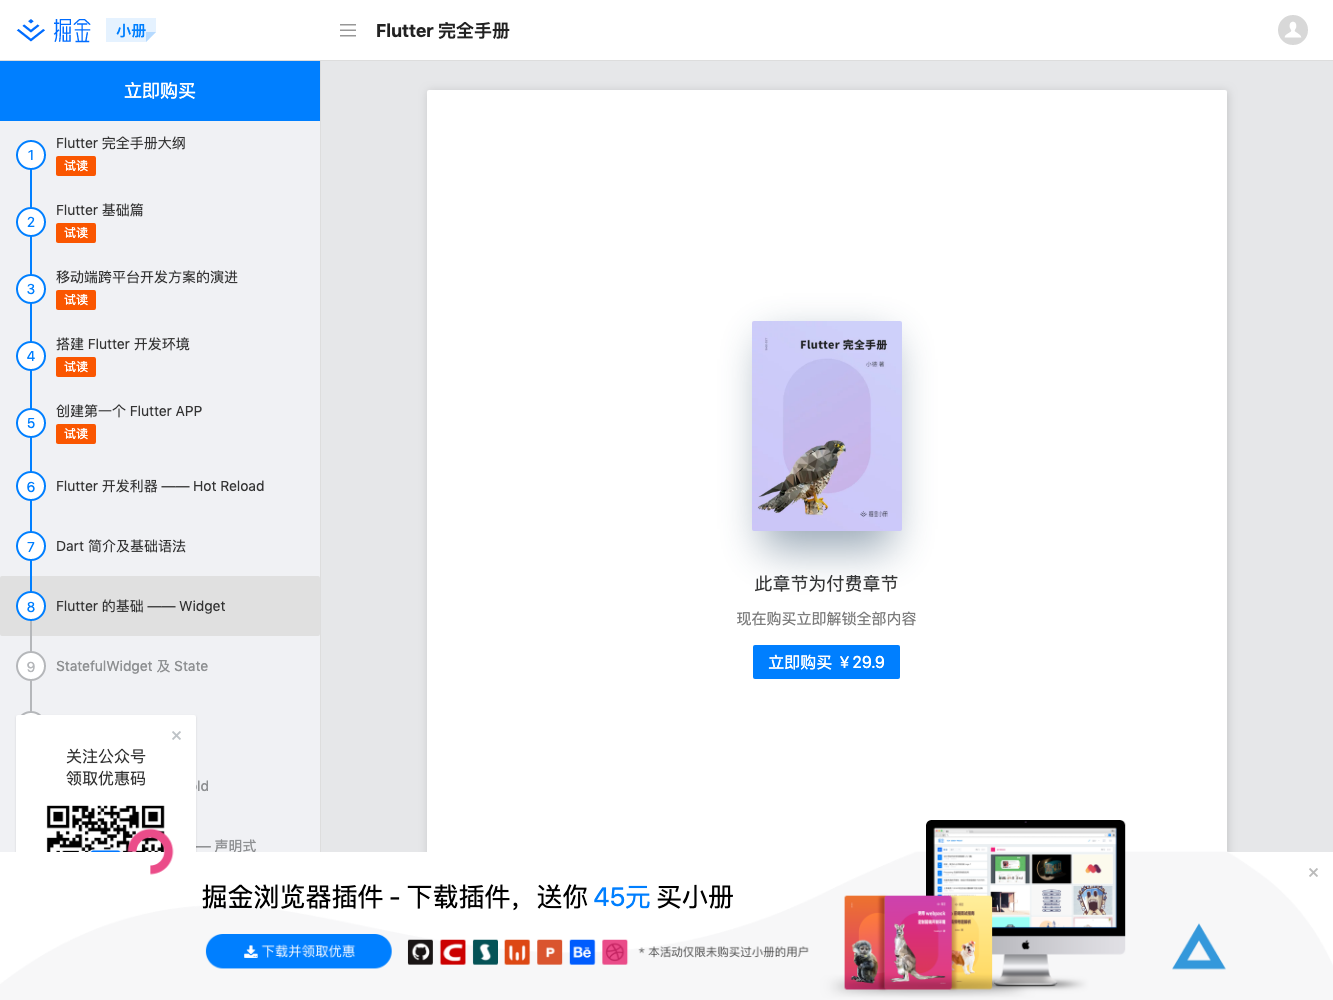 掘金 小册
Flutter 完全手册
立即购买
1 Flutter 完全手册大纲
试读
2 Flutter 基础篇
试读
3 移动端跨平台开发方案的演进
试读
4 搭建 Flutter 开发环境
试读
5 创建第一个 Flutter APP
试读
6 Flutter 开发利器 —— Hot Reload
7 Dart 简介及基础语法
8 Flutter 的基础 —— Widget
9 StatefulWidget 及 State
关注公众号
领取优惠码
— 声明式
Flutter 完全手册
掘金小册
此章节为付费章节
现在购买立即解锁全部内容
立即购买 ¥29.9
掘金浏览器插件 - 下载插件，送你 45元 买小册
下载并领取优惠
* 本活动仅限未购买过小册的用户